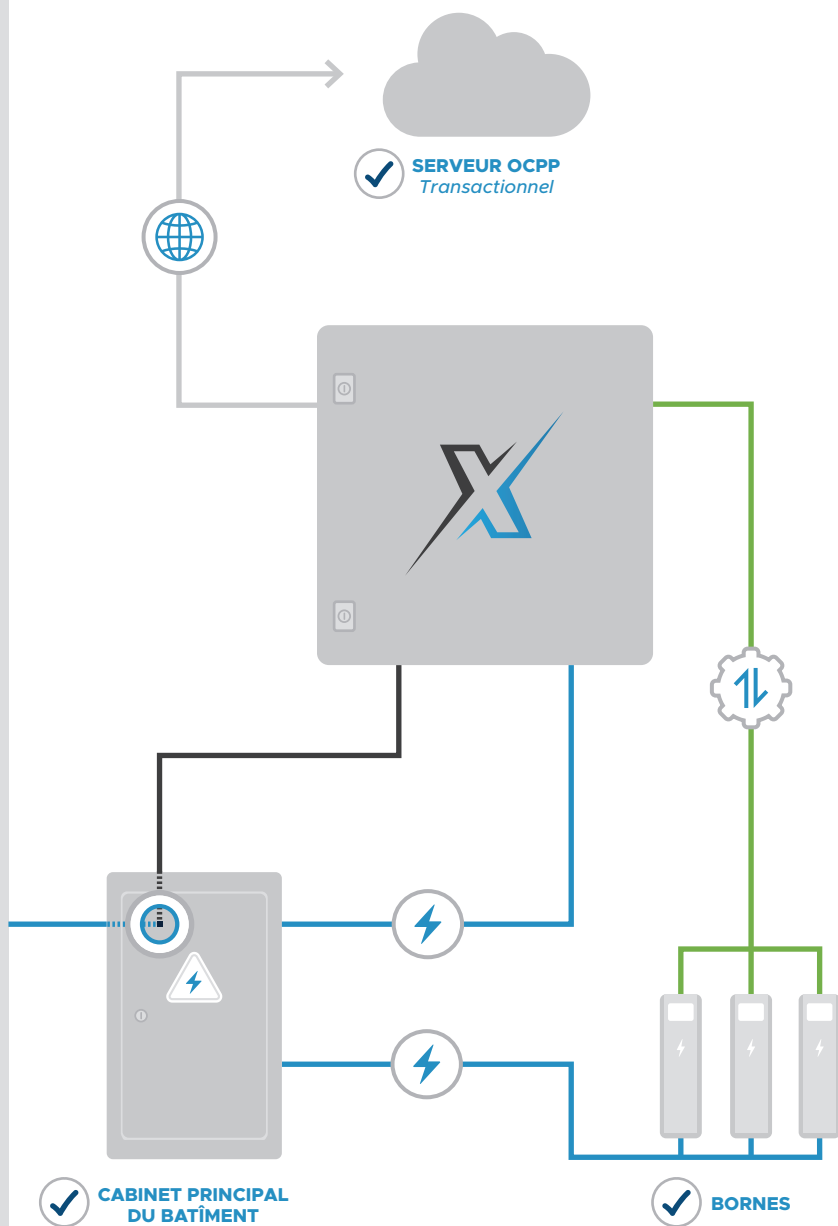 SERVEUR OCPP
Transactionnel
X
CABINET PRINCIPAL
DU BATÎMENT
BORNES